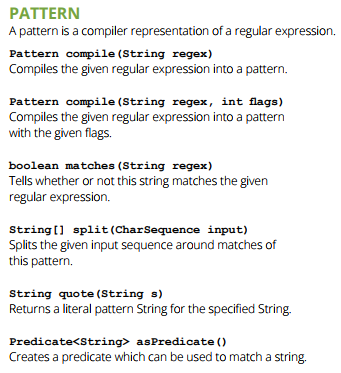 PATTERN
A pattern is a compiler representation of a regular expression.
Pattern compile(String regex)
Compiles the given regular expression into a pattern.
Pattern compile(String regex, int flags)
Compiles the given regular expression into a pattern
with the given flags.
boolean matches(String regex)
Tells whether or not this string matches the given
regular expression.
String[] split(CharSequence input)
Splits the given input sequence around matches of
this pattern.
String quote(String s)
Returns a literal pattern String for the specified String.
Predicate<String> asPredicate()
Creates a predicate which can be used to match a string.